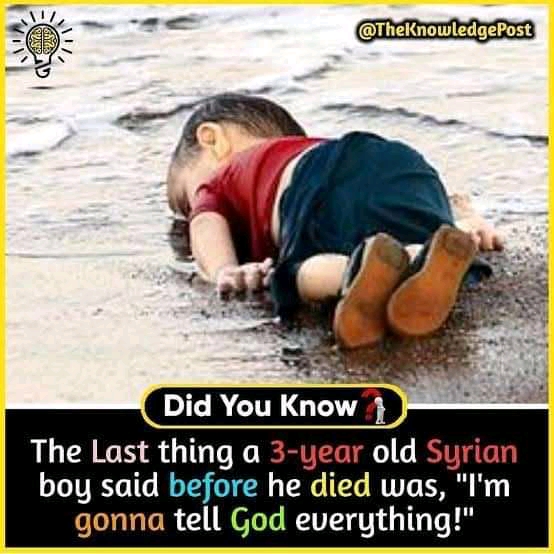 @TheKnowledgePost
Did You Know?
The Last thing a 3-year old Syrian
boy said before he died was, "I'm
gonna tell God everything!"